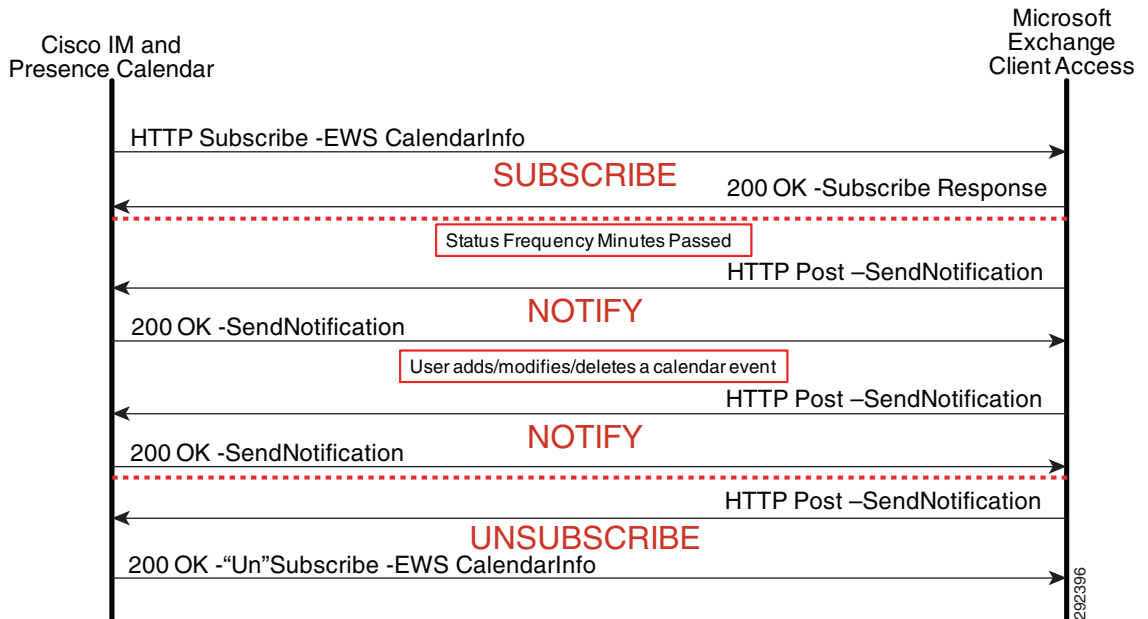 Cisco IM and
Presence Calendar
Microsoft
Exchange
Client Access
HTTP Subscribe -EWS CalendarInfo
SUBSCRIBE
200 OK -Subscribe Response
Status Frequency Minutes Passed
HTTP Post –SendNotification
NOTIFY
200 OK -SendNotification
User adds/modifies/deletes a calendar event
HTTP Post –SendNotification
NOTIFY
200 OK -SendNotification
HTTP Post –SendNotification
UNSUBSCRIBE
200 OK -“Un”Subscribe -EWS CalendarInfo
292396